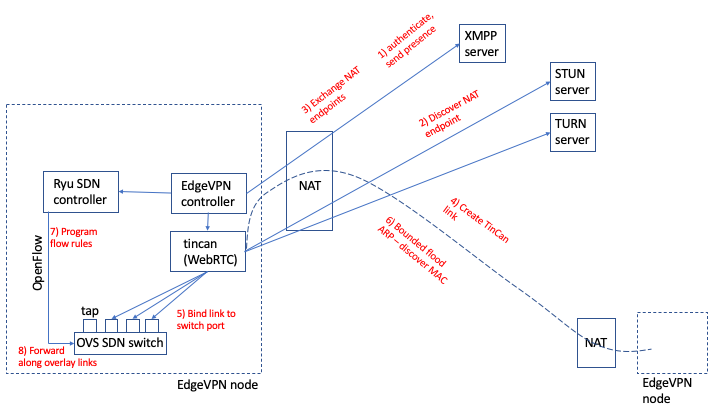 XMPP
server
1) authenticate,
send presence
3) Exchange NAT
endpoints
STUN
server
2) Discover NAT
endpoint
TURN
server
NAT
Ryu SDN
controller
EdgeVPN
controller
4) Create TinCan
link
6) Bounded flood
ARP – discover MAC
7) Program
flow rules
OpenFlow
tincan
(WebRTC)
tap
5) Bind link to
switch port
OVS SDN switch
8) Forward
along overlay links
NAT
EdgeVPN node
EdgeVPN
node